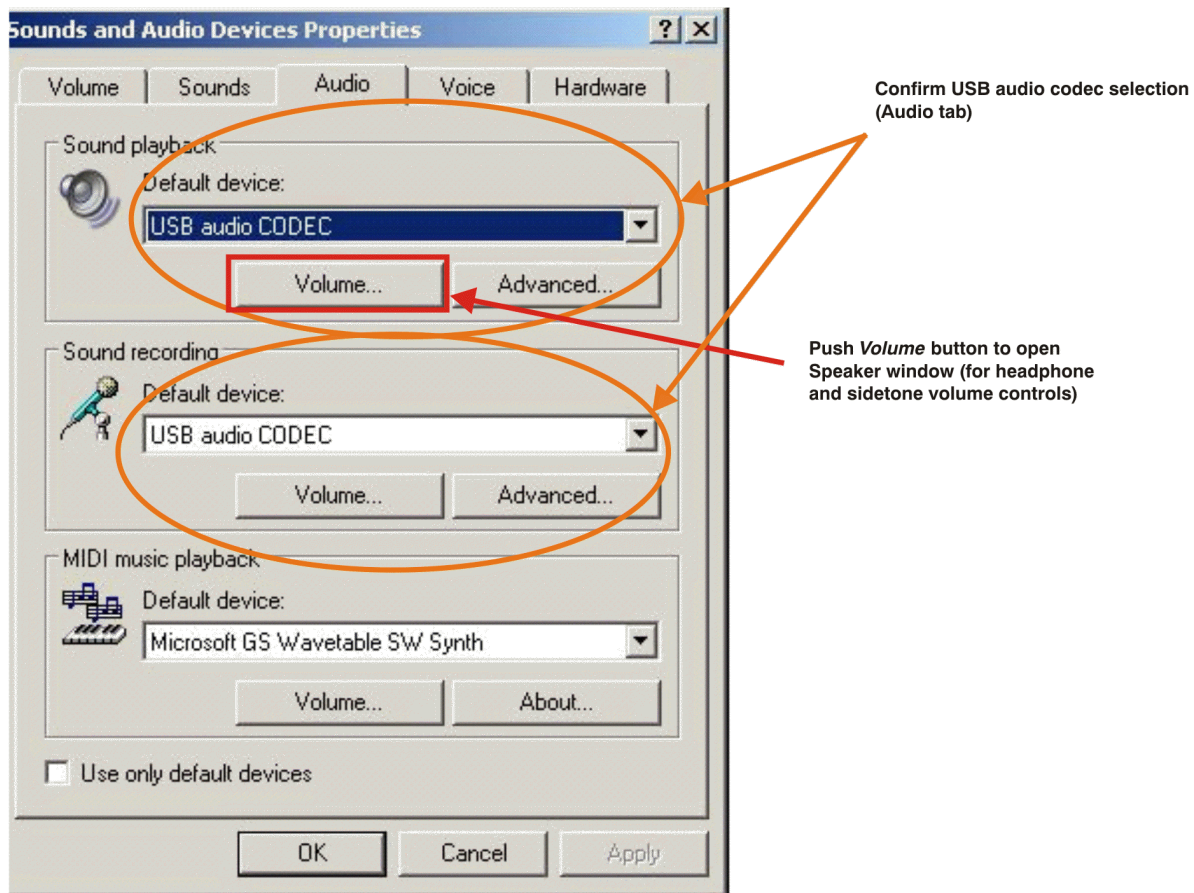 Sounds and Audio Devices Properties
Volume
Sounds
Audio
Voice
Hardware
Sound playback
Default device:
USB audio CODEC
Volume...
Advanced...
Sound recording
Default device:
USB audio CODEC
Volume...
Advanced...
MIDI music playback
Default device:
Microsoft GS Wavetable SW Synth
Volume...
About...
Use only default devices
OK
Cancel
Apply
Confirm USB audio codec selection
(Audio tab)
Push Volume button to open
Speaker window (for headphone
and sidetone volume controls)